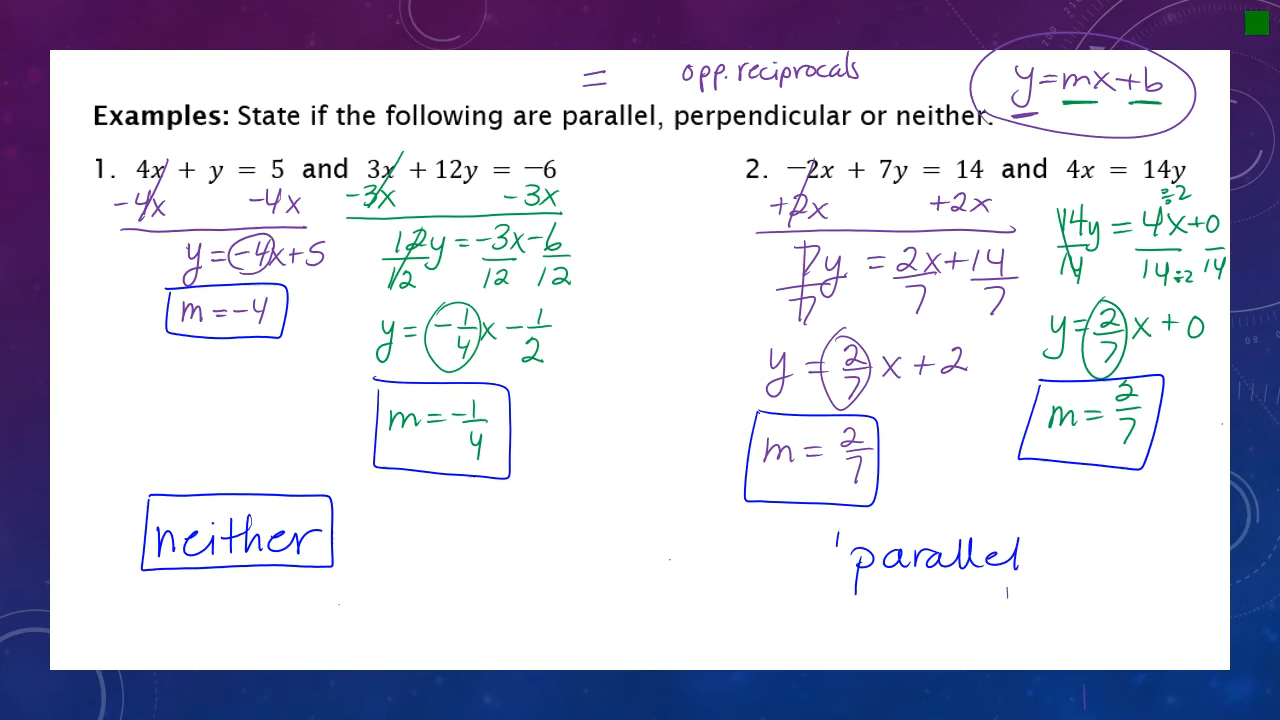 = opp. reciprocals y=mx+b
Examples: State if the following are parallel, perpendicular or neither.
1. 4x + y = 5 and 3x + 12y = −6
-4x -4x -3x -3x
y = -4x+5
12y = -3x - 6
12 12 12
m = -4
y = -1/4 x - 1/2
m = -1/4
neither
2. −2x + 7y = 14 and 4x = 14y
+2x +2x
÷2
14y = 4x+0
14 14÷2 14
7y = 2x+14
7 7 7
y = 2/7 x + 0
y = 2/7 x + 2
m = 2/7
m = 2/7
parallel